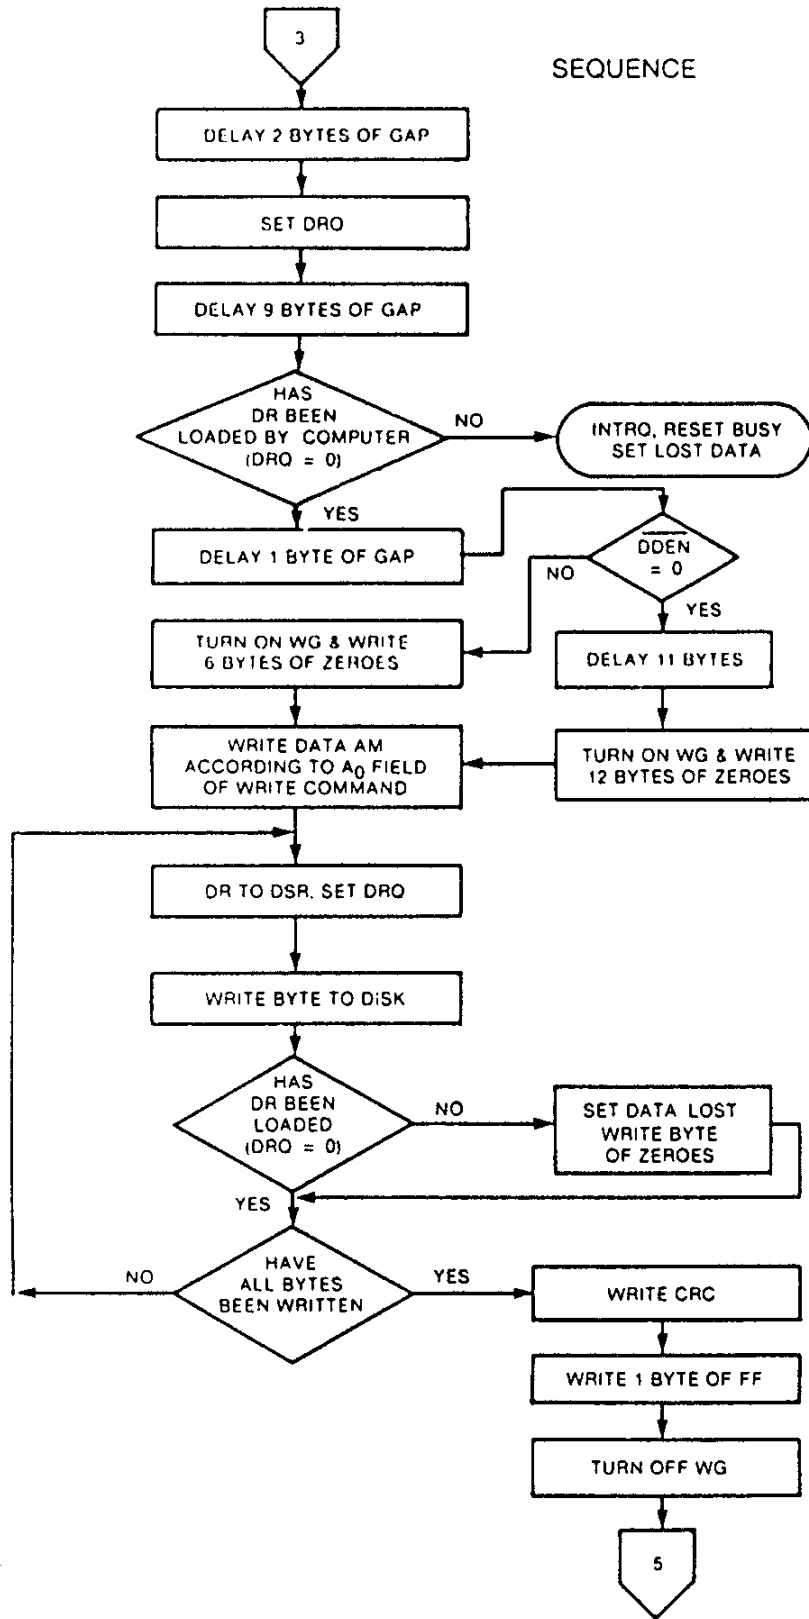 3
SEQUENCE
DELAY 2 BYTES OF GAP
SET DRQ
DELAY 9 BYTES OF GAP
HAS
DR BEEN
LOADED BY COMPUTER
(DRQ = 0)
NO
INTRO, RESET BUSY
SET LOST DATA
YES
DELAY 1 BYTE OF GAP
DDEN
= 0
NO
YES
TURN ON WG & WRITE
6 BYTES OF ZEROES
DELAY 11 BYTES
WRITE DATA AM
ACCORDING TO A0 FIELD
OF WRITE COMMAND
TURN ON WG & WRITE
12 BYTES OF ZEROES
DR TO DSR, SET DRQ
WRITE BYTE TO DISK
HAS
DR BEEN
LOADED
(DRQ = 0)
NO
SET DATA LOST
WRITE BYTE
OF ZEROES
YES
HAVE
ALL BYTES
BEEN WRITTEN
NO
YES
WRITE CRC
WRITE 1 BYTE OF FF
TURN OFF WG
5